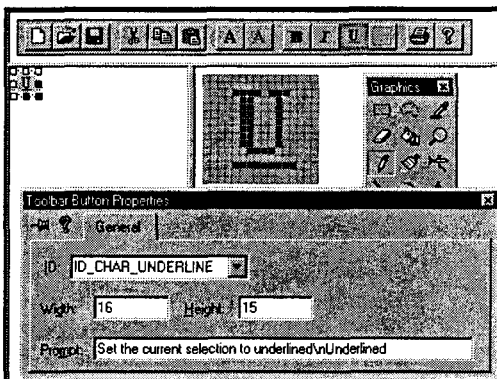 A A B I U ?
U
Graphics
Toolbar Button Properties
? General
ID: ID_CHAR_UNDERLINE
Width: 16 Height: 15
Prompt: Set the current selection to underlined\nUnderlined